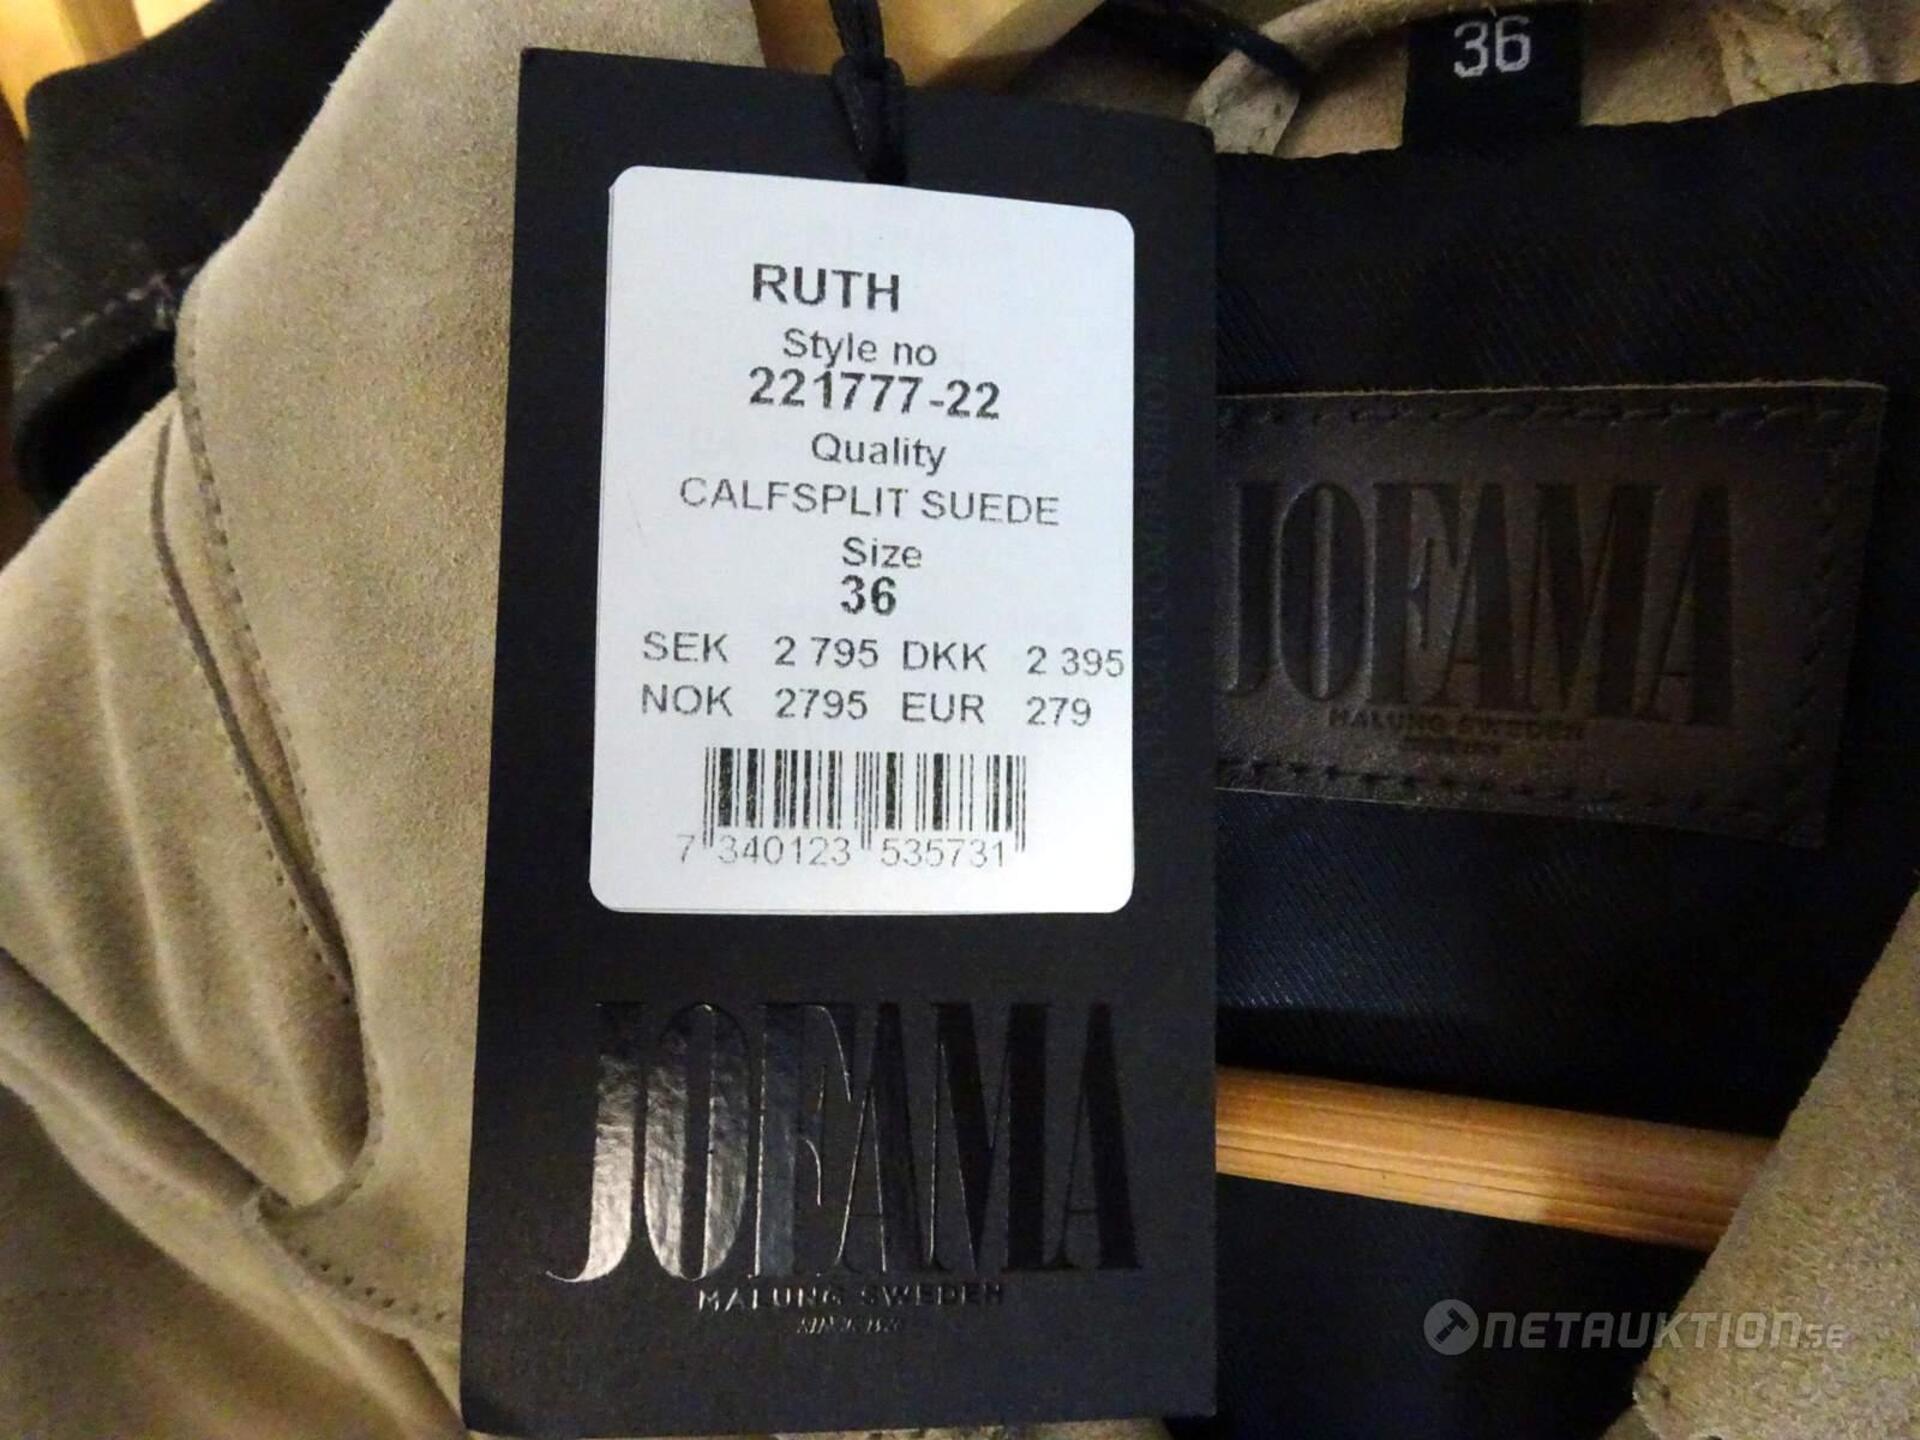 36
RUTH
Style no
221777-22
Quality
CALFSPLIT SUEDE
Size
36
SEK 2 795 DKK 2 395
NOK 2795 EUR 279
7 340123 535731
JOFAMA
MALUNG SWEDEN
JOFAMA
MALUNG SWEDEN
NETAUKTION.SE